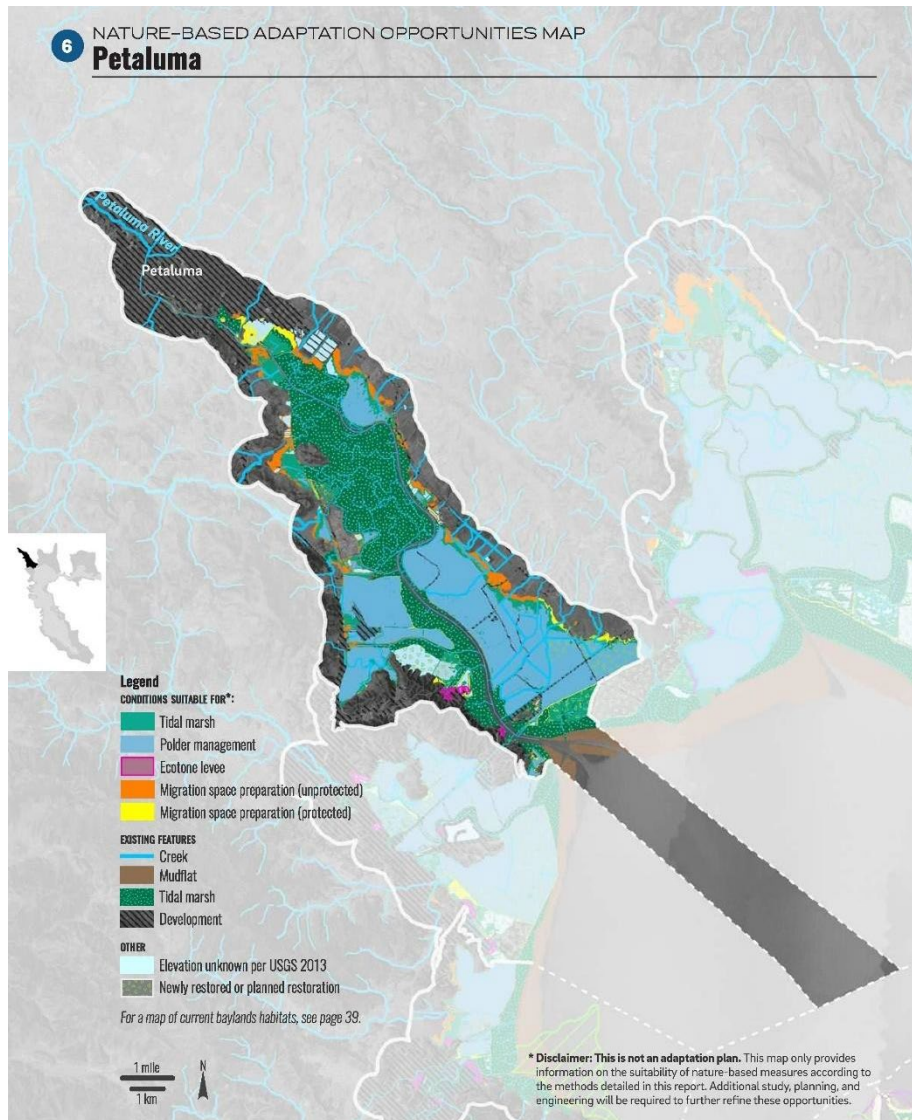 6
NATURE–BASED ADAPTATION OPPORTUNITIES MAP
Petaluma
Petaluma River
Petaluma
Legend
CONDITIONS SUITABLE FOR*:
Tidal marsh
Polder management
Ecotone levee
Migration space preparation (unprotected)
Migration space preparation (protected)
EXISTING FEATURES
Creek
Mudflat
Tidal marsh
Development
OTHER
Elevation unknown per USGS 2013
Newly restored or planned restoration
For a map of current baylands habitats, see page 39.
1 mile
1 km
N
* Disclaimer: This is not an adaptation plan. This map only provides
information on the suitability of nature-based measures according to
the methods detailed in this report. Additional study, planning, and
engineering will be required to further refine these opportunities.